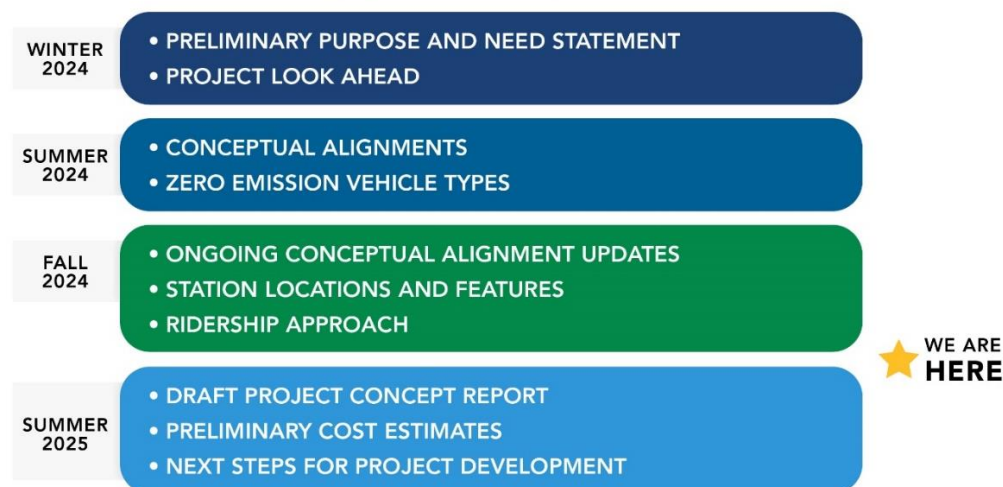 WINTER
2024
• PRELIMINARY PURPOSE AND NEED STATEMENT
• PROJECT LOOK AHEAD
SUMMER
2024
• CONCEPTUAL ALIGNMENTS
• ZERO EMISSION VEHICLE TYPES
FALL
2024
• ONGOING CONCEPTUAL ALIGNMENT UPDATES
• STATION LOCATIONS AND FEATURES
• RIDERSHIP APPROACH
WE ARE
HERE
SUMMER
2025
• DRAFT PROJECT CONCEPT REPORT
• PRELIMINARY COST ESTIMATES
• NEXT STEPS FOR PROJECT DEVELOPMENT